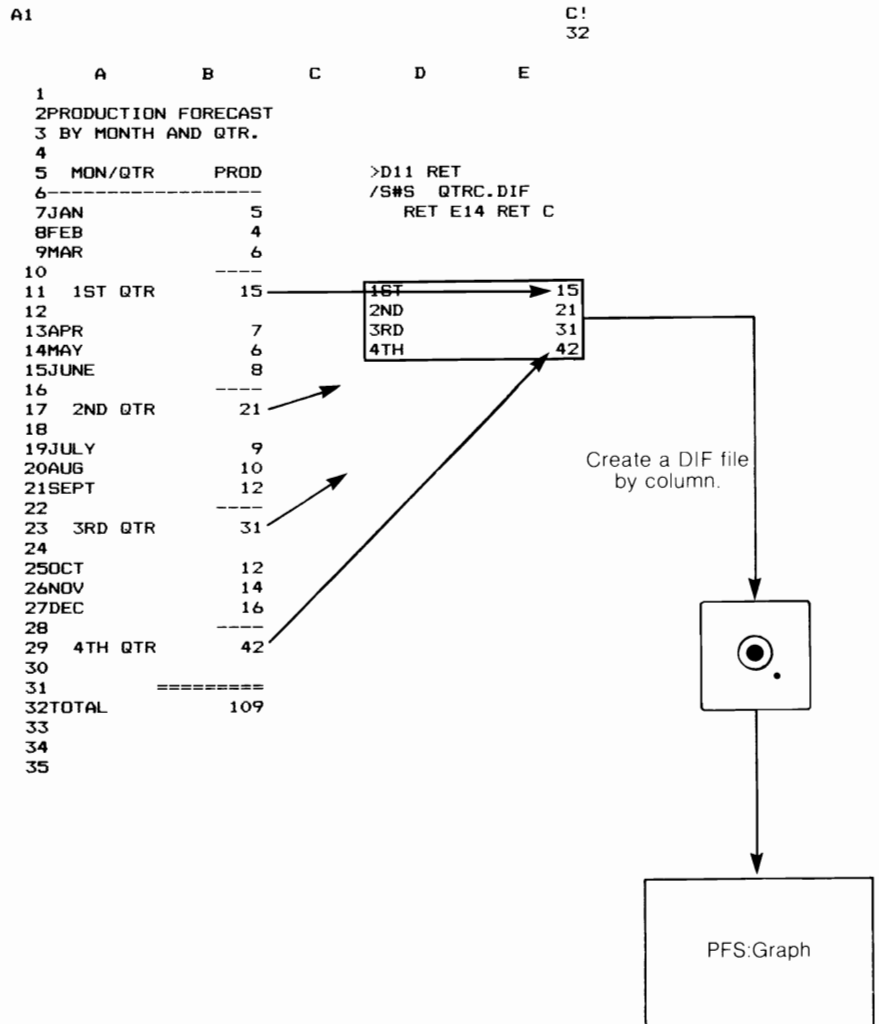 A1 C!
32
A B C D E
1
2PRODUCTION FORECAST
3 BY MONTH AND QTR.
4
5 MON/QTR PROD >D11 RET
6------------------ /S#S QTRC.DIF
7JAN 5 RET E14 RET C
8FEB 4
9MAR 6
10 ----
11 1ST QTR 15 1ST 15
12 2ND 21
13APR 7 3RD 31
14MAY 6 4TH 42
15JUNE 8
16 ----
17 2ND QTR 21
18
19JULY 9
20AUG 10
21SEPT 12
22 ----
23 3RD QTR 31
24
25OCT 12
26NOV 14
27DEC 16
28 ----
29 4TH QTR 42
30
31 =========
32TOTAL 109
33
34
35
Create a DIF file
by column.
PFS:Graph